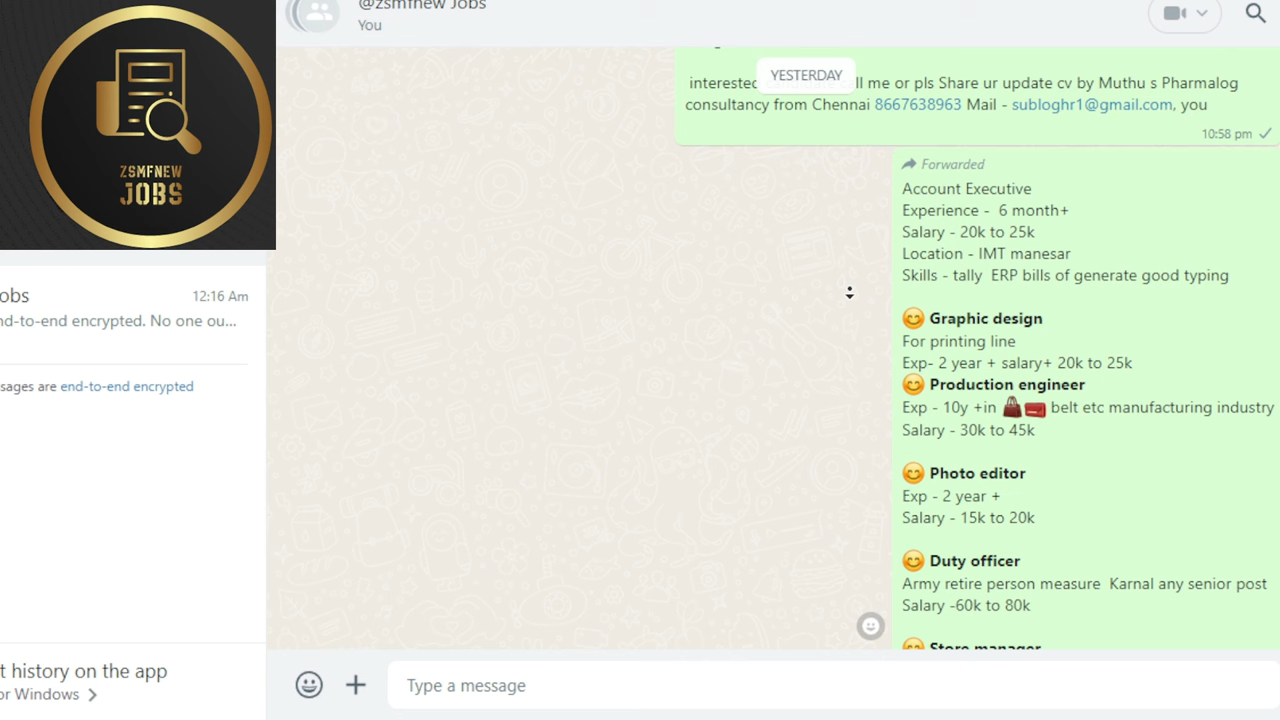 @zsmfnew Jobs
You
ZSMFNEW
JOBS
YESTERDAY
interested ll me or pls Share ur update cv by Muthu s Pharmalog
consultancy from Chennai 8667638963 Mail - subloghr1@gmail.com, you
10:58 pm
Forwarded
Account Executive
Experience - 6 month+
Salary - 20k to 25k
Location - IMT manesar
Skills - tally ERP bills of generate good typing
😊 Graphic design
For printing line
Exp- 2 year + salary+ 20k to 25k
😊 Production engineer
Exp - 10y +in 👜👝 belt etc manufacturing industry
Salary - 30k to 45k
😊 Photo editor
Exp - 2 year +
Salary - 15k to 20k
😊 Duty officer
Army retire person measure Karnal any senior post
Salary -60k to 80k
😊 Store manager
obs
12:16 Am
nd-to-end encrypted. No one ou...
sages are end-to-end encrypted
t history on the app
or Windows
Type a message